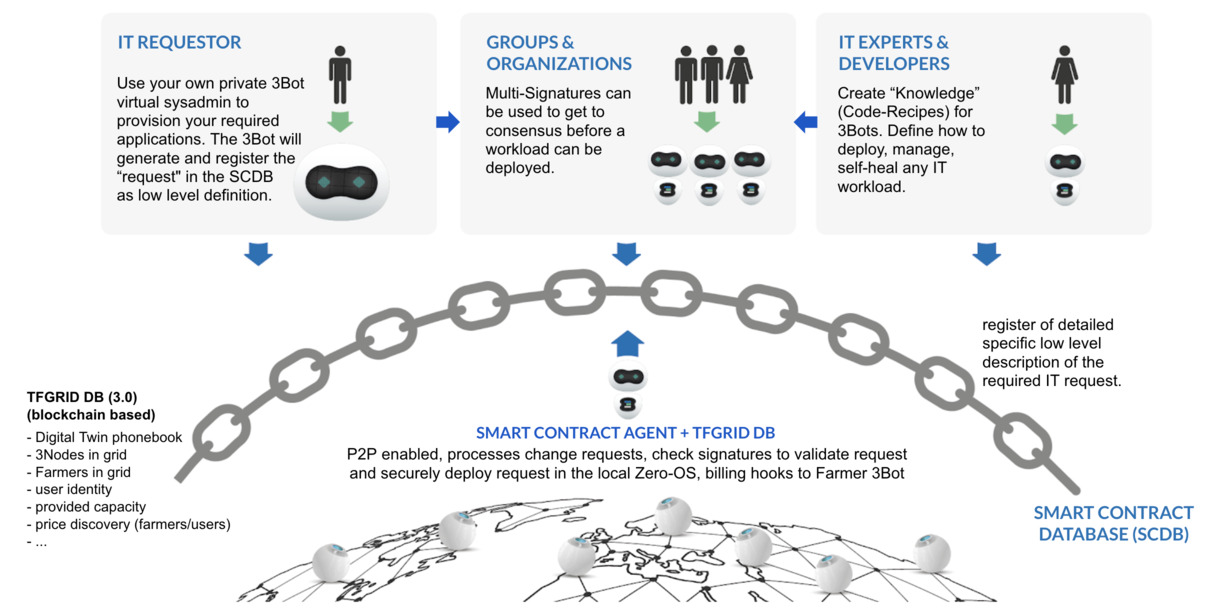 IT REQUESTOR
Use your own private 3Bot
virtual sysadmin to
provision your required
applications. The 3Bot will
generate and register the
“request" in the SCDB
as low level definition.
GROUPS &
ORGANIZATIONS
Multi-Signatures can
be used to get to
consensus before a
workload can be
deployed.
IT EXPERTS &
DEVELOPERS
Create “Knowledge”
(Code-Recipes) for
3Bots. Define how to
deploy, manage,
self-heal any IT
workload.
register of detailed
specific low level
description of the
required IT request.
TFGRID DB (3.0)
(blockchain based)
- Digital Twin phonebook
- 3Nodes in grid
- Farmers in grid
- user identity
- provided capacity
- price discovery (farmers/users)
- ...
SMART CONTRACT AGENT + TFGRID DB
P2P enabled, processes change requests, check signatures to validate request
and securely deploy request in the local Zero-OS, billing hooks to Farmer 3Bot
SMART CONTRACT
DATABASE (SCDB)